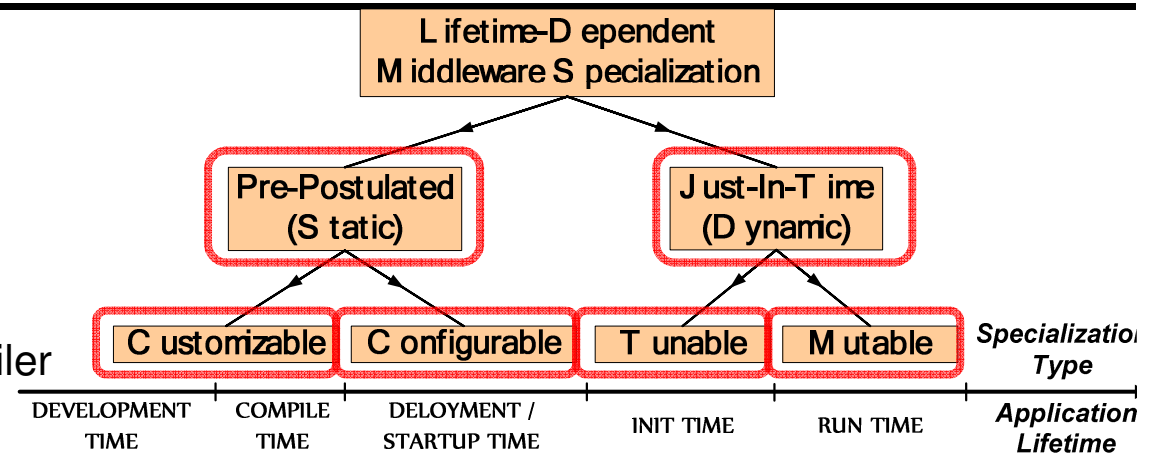 Lifetime-Dependent
Middleware Specialization
Pre-Postulated
(Static)
Just-In-Time
(Dynamic)
Customizable
Configurable
Tunable
Mutable
Specialization
Type
iler
DEVELOPMENT
TIME
COMPILE
TIME
DELOYMENT /
STARTUP TIME
INIT TIME
RUN TIME
Application
Lifetime